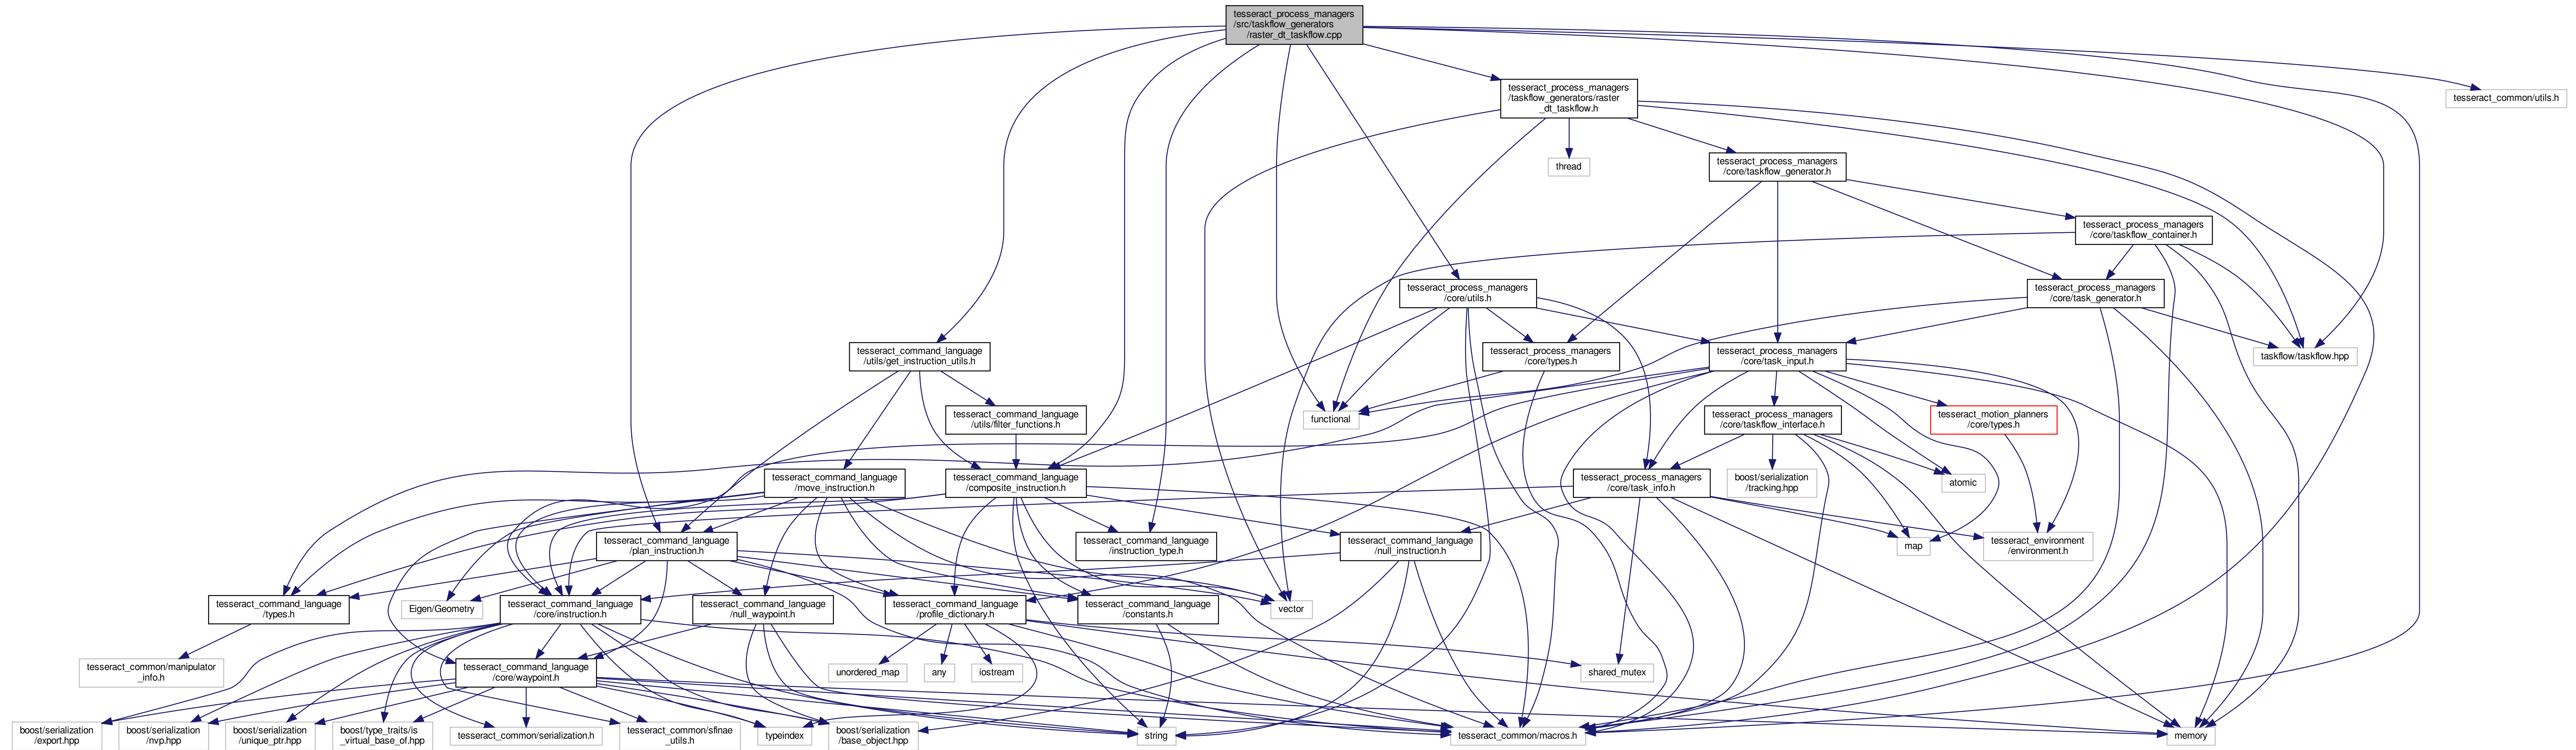 tesseract_process_managers
/src/taskflow_generators
/raster_dt_taskflow.cpp
tesseract_process_managers
/taskflow_generators/raster
_dt_taskflow.h
tesseract_common/utils.h
thread
tesseract_process_managers
/core/taskflow_generator.h
tesseract_process_managers
/core/taskflow_container.h
tesseract_process_managers
/core/utils.h
tesseract_process_managers
/core/task_generator.h
tesseract_command_language
/utils/get_instruction_utils.h
tesseract_process_managers
/core/types.h
tesseract_process_managers
/core/task_input.h
taskflow/taskflow.hpp
tesseract_command_language
/utils/filter_functions.h
functional
tesseract_process_managers
/core/taskflow_interface.h
tesseract_motion_planners
/core/types.h
tesseract_command_language
/move_instruction.h
tesseract_command_language
/composite_instruction.h
tesseract_process_managers
/core/task_info.h
boost/serialization
/tracking.hpp
atomic
tesseract_command_language
/plan_instruction.h
tesseract_command_language
/instruction_type.h
tesseract_command_language
/null_instruction.h
map
tesseract_environment
/environment.h
tesseract_command_language
/types.h
Eigen/Geometry
tesseract_command_language
/core/instruction.h
tesseract_command_language
/null_waypoint.h
tesseract_command_language
/profile_dictionary.h
tesseract_command_language
/constants.h
vector
tesseract_common/manipulator
_info.h
tesseract_command_language
/core/waypoint.h
unordered_map
any
iostream
shared_mutex
boost/serialization
/export.hpp
boost/serialization
/nvp.hpp
boost/serialization
/unique_ptr.hpp
boost/type_traits/is
_virtual_base_of.hpp
tesseract_common/serialization.h
tesseract_common/sfinae
_utils.h
typeindex
boost/serialization
/base_object.hpp
string
tesseract_common/macros.h
memory